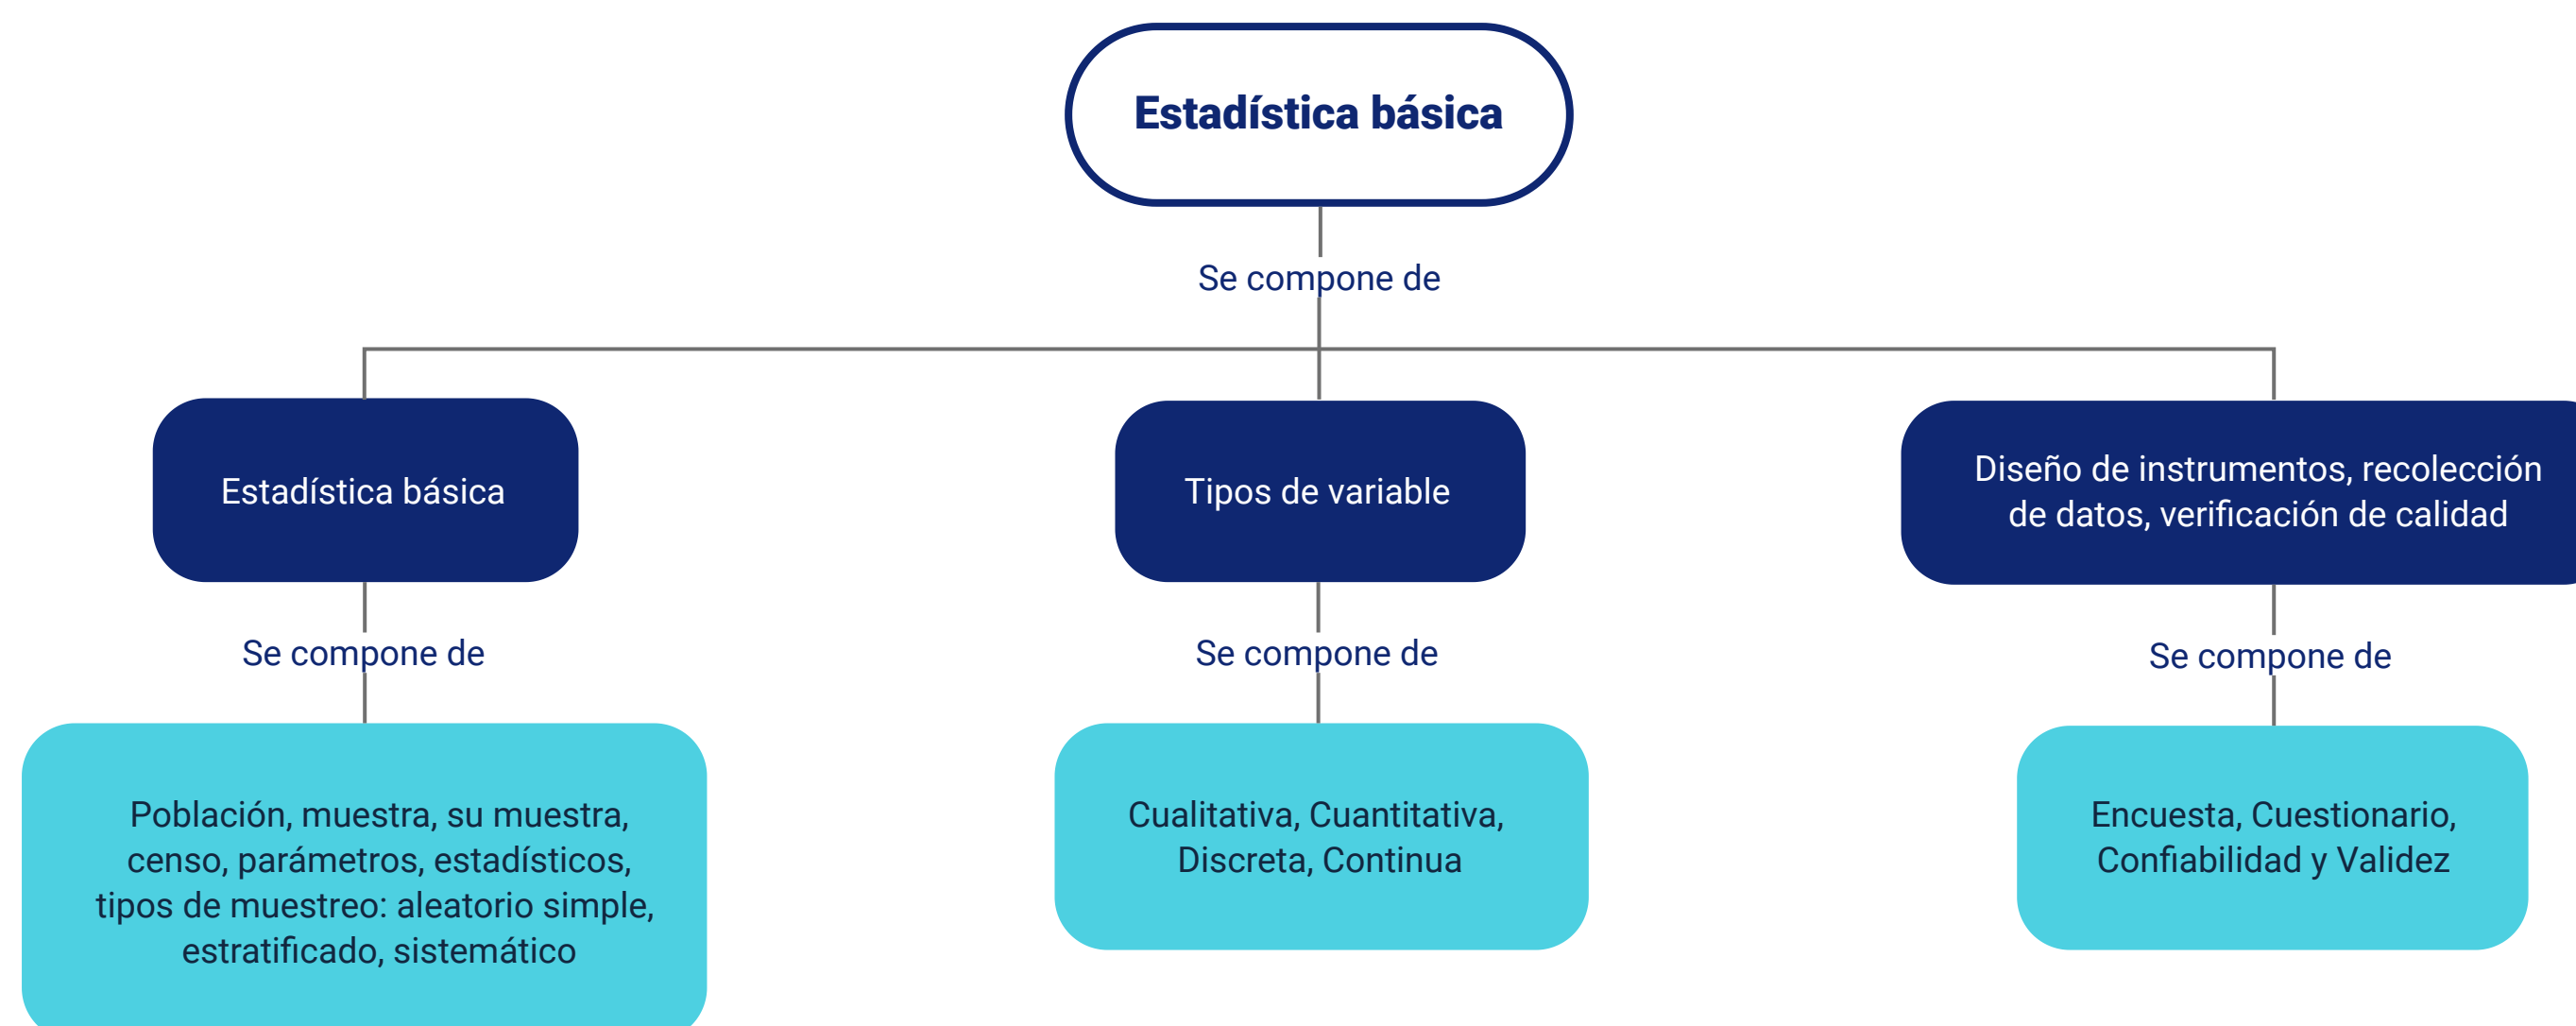 Estadística básica
Se compone de
Estadística básica
Tipos de variable
Diseño de instrumentos, recolección
de datos, verificación de calidad
Se compone de
Se compone de
Se compone de
Población, muestra, su muestra,
censo, parámetros, estadísticos,
tipos de muestreo: aleatorio simple,
estratificado, sistemático
Cualitativa, Cuantitativa,
Discreta, Continua
Encuesta, Cuestionario,
Confiabilidad y Validez